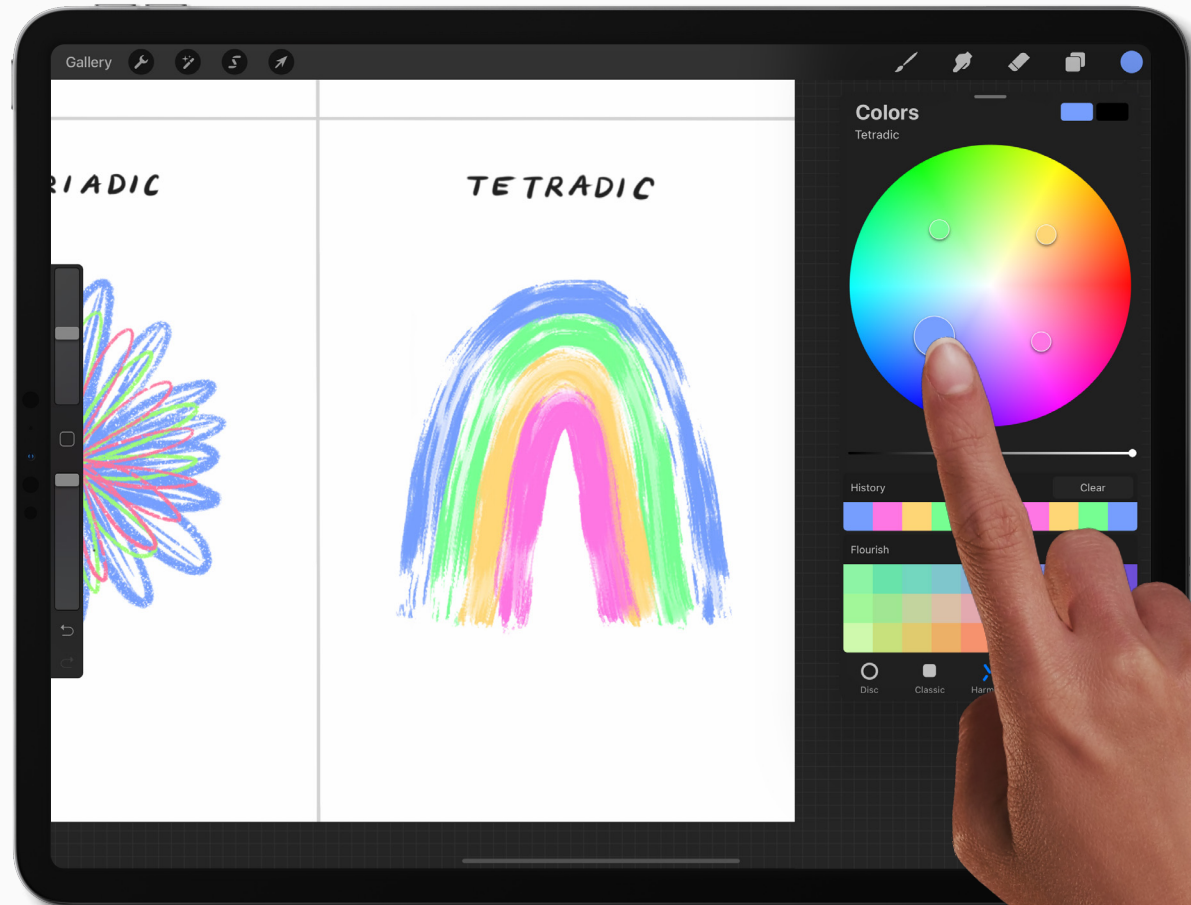 Gallery
Colors
Tetradic
RIADIC
TETRADIC
History
Clear
Flourish
Disc
Classic
Harm